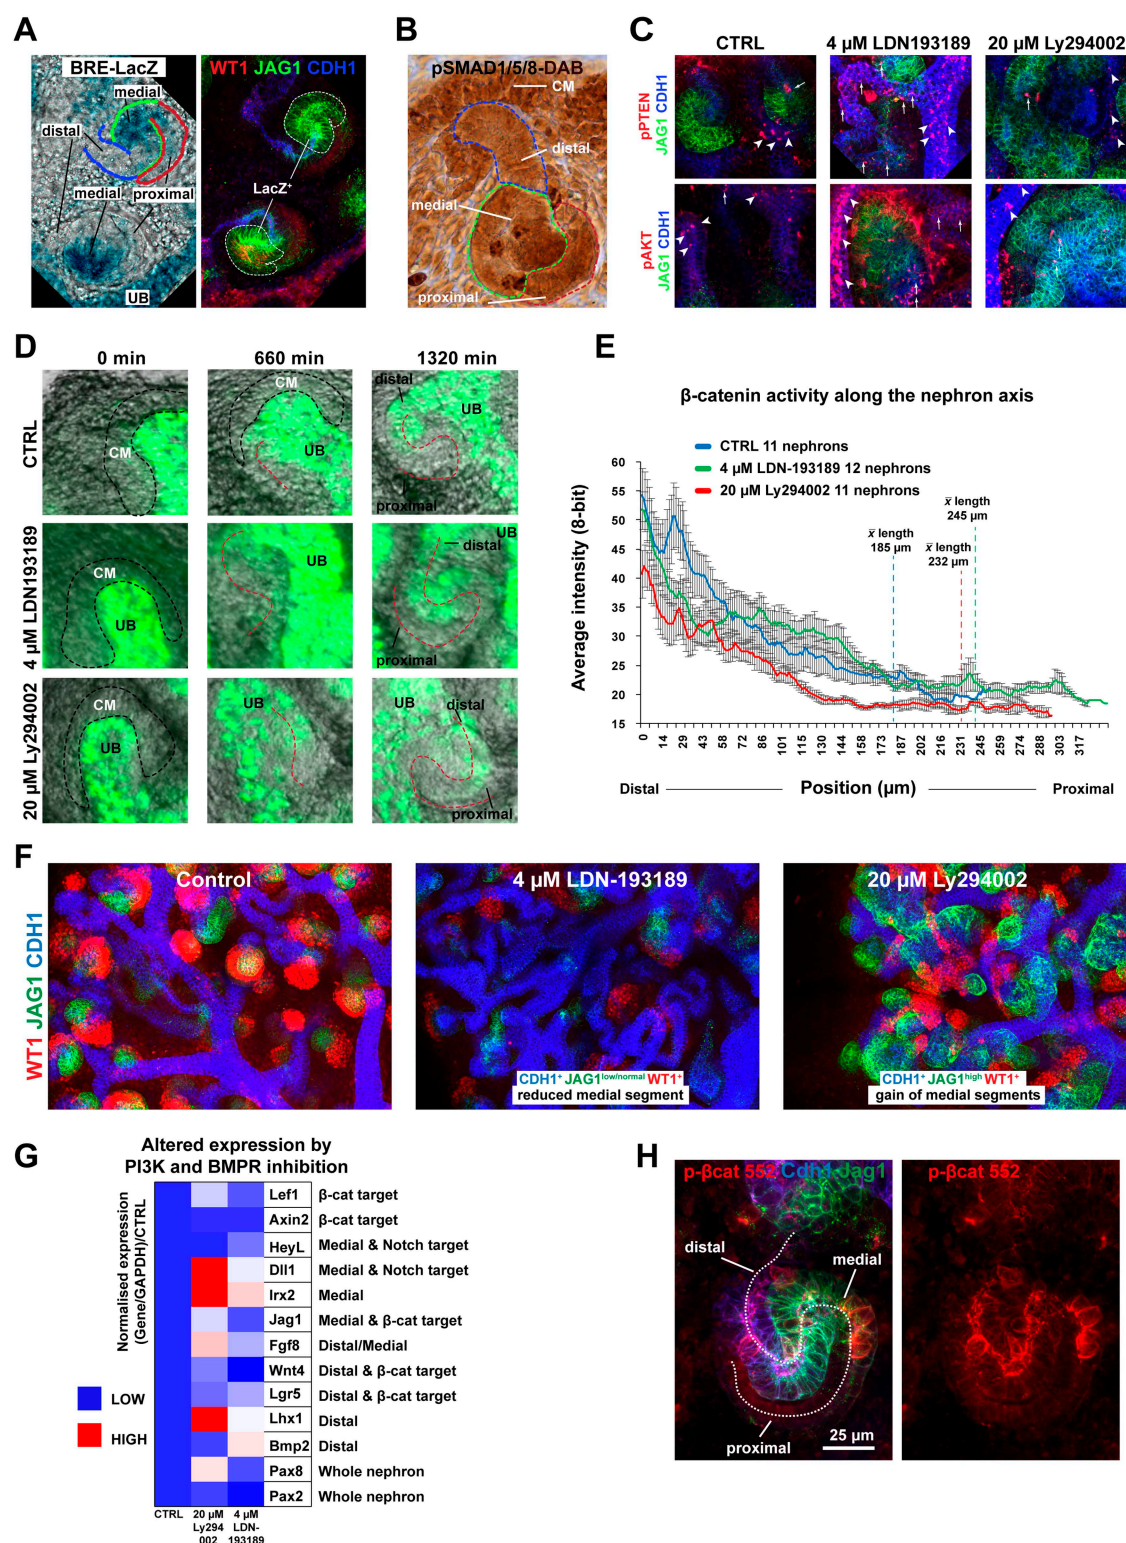 A
BRE-LacZ
medial
distal
medial
proximal
UB
WT1 JAG1 CDH1
LacZ⁺
B
pSMAD1/5/8-DAB
CM
distal
medial
proximal
C
CTRL
4 µM LDN193189
20 µM Ly294002
pPTEN
JAG1 CDH1
pAKT
JAG1 CDH1
D
0 min
660 min
1320 min
CTRL
CM
CM
UB
distal
UB
proximal
4 µM LDN193189
CM
UB
UB
UB
distal
proximal
20 µM Ly294002
CM
UB
UB
UB
distal
proximal
E
β-catenin activity along the nephron axis
CTRL 11 nephrons
4 µM LDN-193189 12 nephrons
20 µM Ly294002 11 nephrons
x̄ length
245 µm
x̄ length
185 µm
x̄ length
232 µm
Average intensity (8-bit)
60
55
50
45
40
35
30
25
20
15
0 14 29 43 58 72 86 101 115 130 144 158 173 187 202 216 231 245 259 274 288 303 317
Distal
Position (µm)
Proximal
F
WT1 JAG1 CDH1
Control
4 µM LDN-193189
CDH1⁺ JAG1low/normal WT1⁺
reduced medial segment
20 µM Ly294002
CDH1⁺ JAG1high WT1⁺
gain of medial segments
G
Altered expression by
PI3K and BMPR inhibition
Normalised expression
(Gene/GAPDH)/CTRL
LOW
HIGH
Lef1 β-cat target
Axin2 β-cat target
HeyL Medial & Notch target
Dll1 Medial & Notch target
Irx2 Medial
Jag1 Medial & β-cat target
Fgf8 Distal/Medial
Wnt4 Distal & β-cat target
Lgr5 Distal & β-cat target
Lhx1 Distal
Bmp2 Distal
Pax8 Whole nephron
Pax2 Whole nephron
CTRL
20 µM
Ly294
002
4 µM
LDN-
193189
H
p-βcat 552 Cdh1 Jag1
distal
medial
proximal
25 µm
p-βcat 552